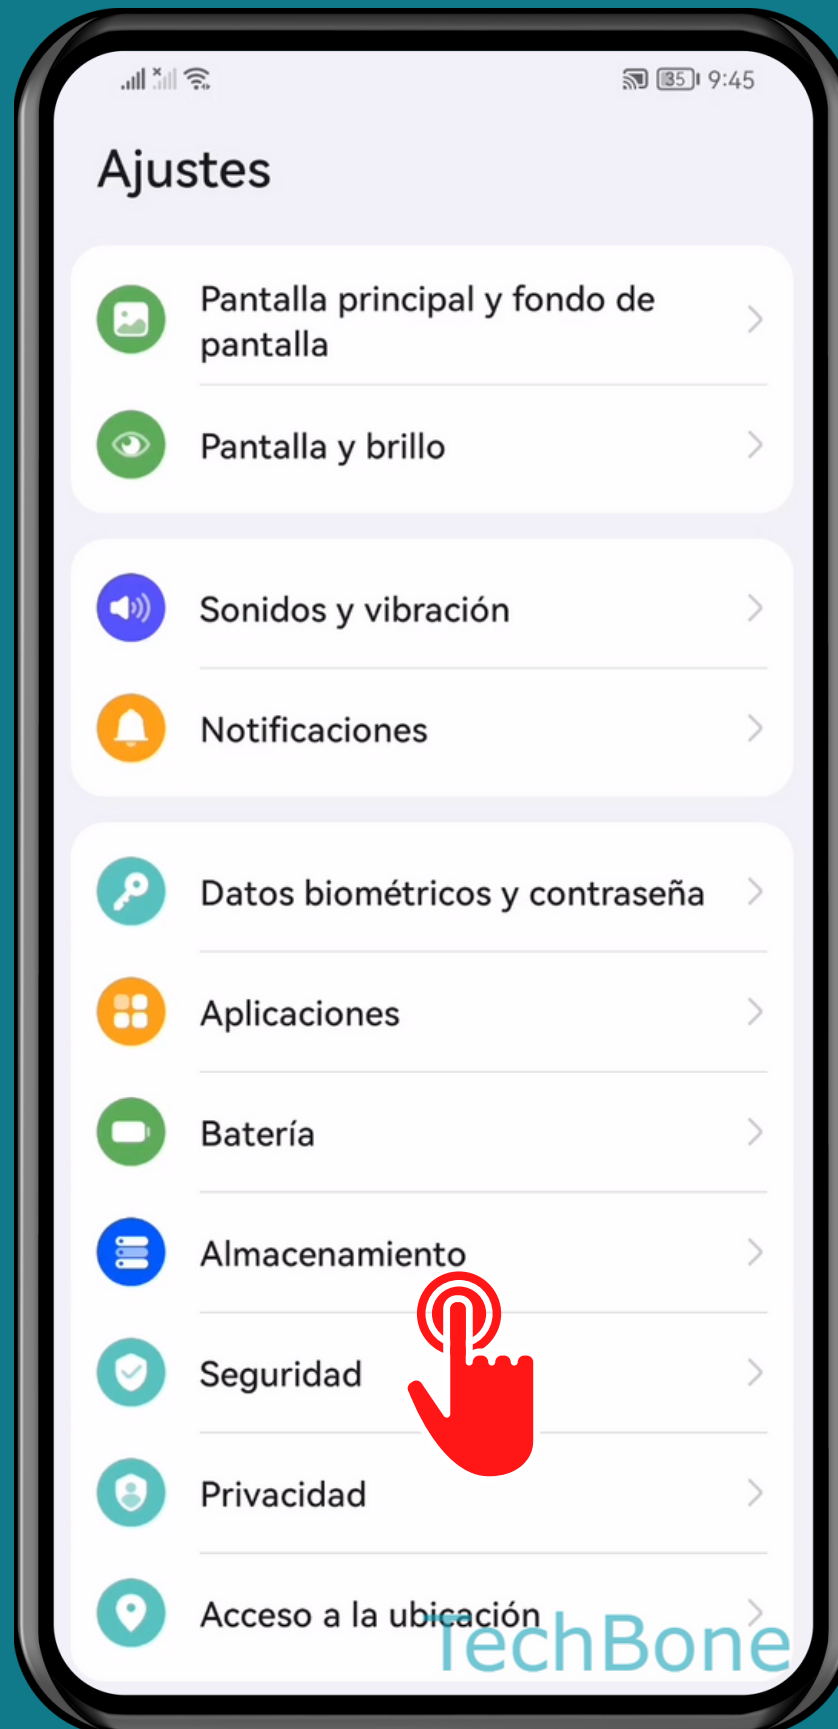 35 9:45
Ajustes
Pantalla principal y fondo de
pantalla
Pantalla y brillo
Sonidos y vibración
Notificaciones
Datos biométricos y contraseña
Aplicaciones
Batería
Almacenamiento
Seguridad
Privacidad
Acceso a la ubicación
TechBone